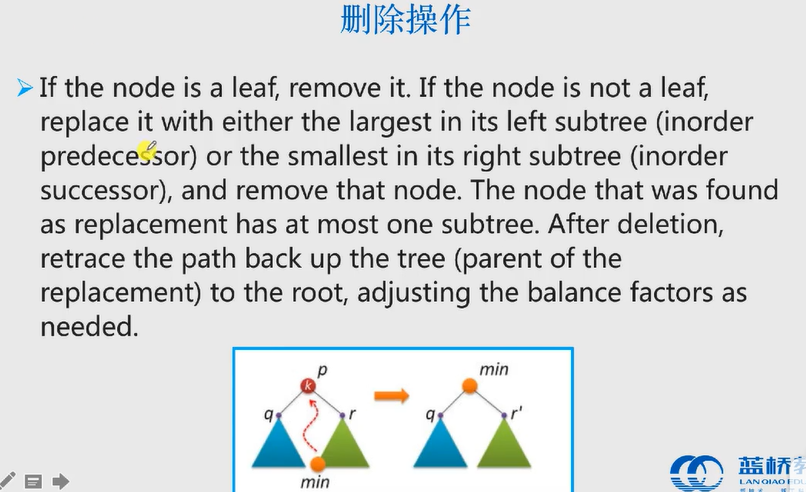 删除操作
If the node is a leaf, remove it. If the node is not a leaf,
replace it with either the largest in its left subtree (inorder
predecessor) or the smallest in its right subtree (inorder
successor), and remove that node. The node that was found
as replacement has at most one subtree. After deletion,
retrace the path back up the tree (parent of the
replacement) to the root, adjusting the balance factors as
needed.
p
k
q
r
min
min
q
r'
蓝桥
LAN QIAO EDU